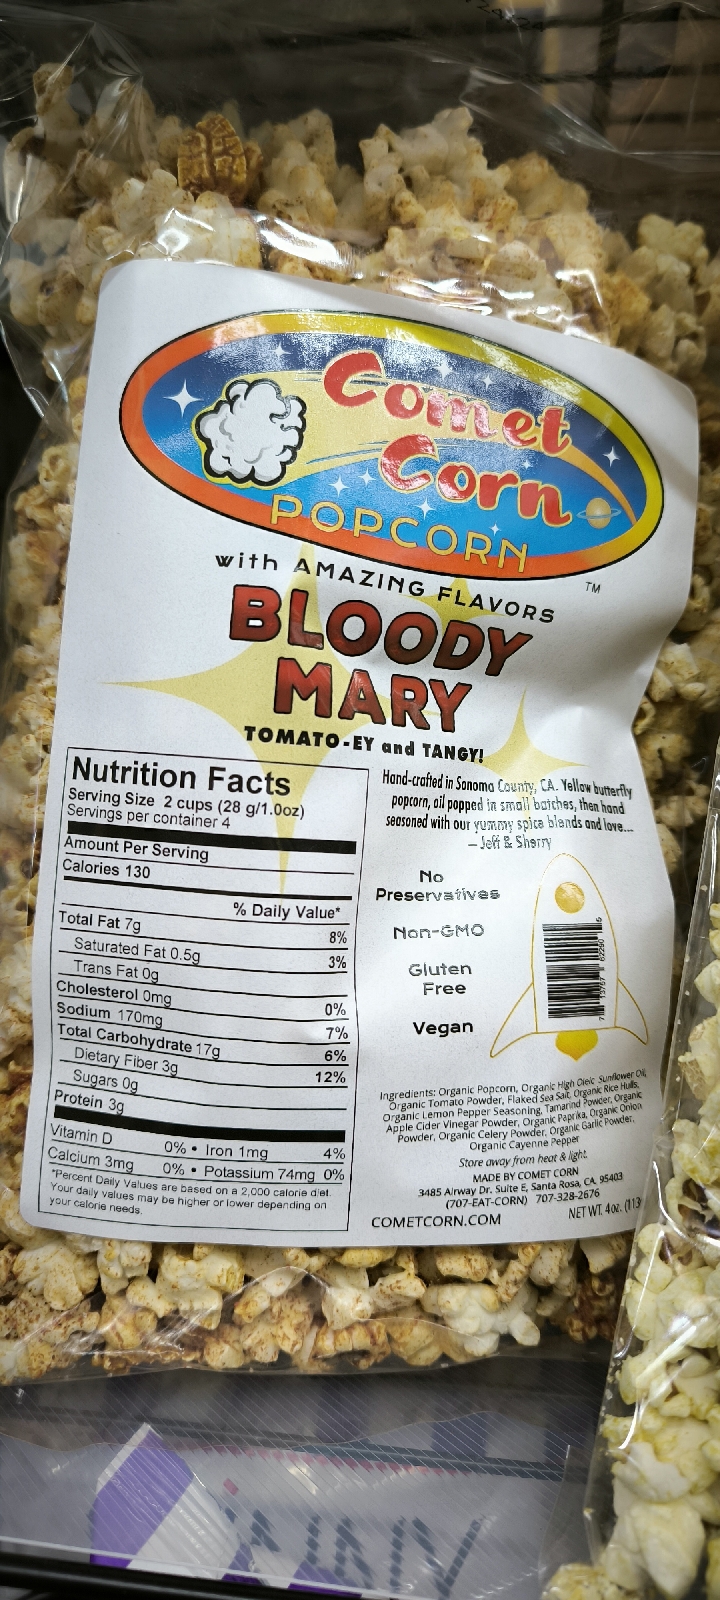 Comet
Corn
POPCORN
TM
with AMAZING FLAVORS
BLOODY
MARY
TOMATO-EY and TANGY!
Nutrition Facts
Serving Size 2 cups (28 g/1.0oz)
Servings per container 4
Amount Per Serving
Calories 130
% Daily Value*
Total Fat 7g 8%
Saturated Fat 0.5g 3%
Trans Fat 0g
Cholesterol 0mg 0%
Sodium 170mg 7%
Total Carbohydrate 17g 6%
Dietary Fiber 3g 12%
Sugars 0g
Protein 3g
Vitamin D 0% • Iron 1mg 4%
Calcium 3mg 0% • Potassium 74mg 0%
*Percent Daily Values are based on a 2,000 calorie diet.
Your daily values may be higher or lower depending on
your calorie needs.
Hand-crafted in Sonoma County, CA. Yellow butterfly
popcorn, oil popped in small batches, then hand
seasoned with our yummy spice blends and love...
– Jeff & Sherry
No
Preservatives
Non-GMO
Gluten
Free
Vegan
Ingredients: Organic Popcorn, Organic High Oleic Sunflower Oil,
Organic Tomato Powder, Flaked Sea Salt, Organic Rice Hulls,
Organic Lemon Pepper Seasoning, Tamarind Powder, Organic
Apple Cider Vinegar Powder, Organic Paprika, Organic Onion
Powder, Organic Celery Powder, Organic Garlic Powder,
Organic Cayenne Pepper
Store away from heat & light.
MADE BY COMET CORN
3485 Airway Dr. Suite E, Santa Rosa, CA. 95403
(707-EAT-CORN) 707-328-2676
COMETCORN.COM
NET WT. 4oz. (113